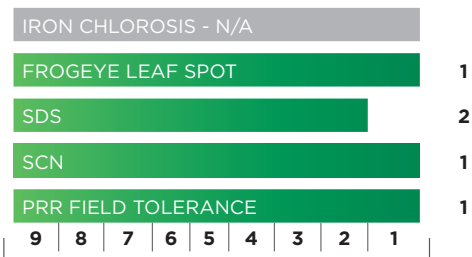 IRON CHLOROSIS - N/A
FROGEYE LEAF SPOT 1
SDS 2
SCN 1
PRR FIELD TOLERANCE 1
9 8 7 6 5 4 3 2 1